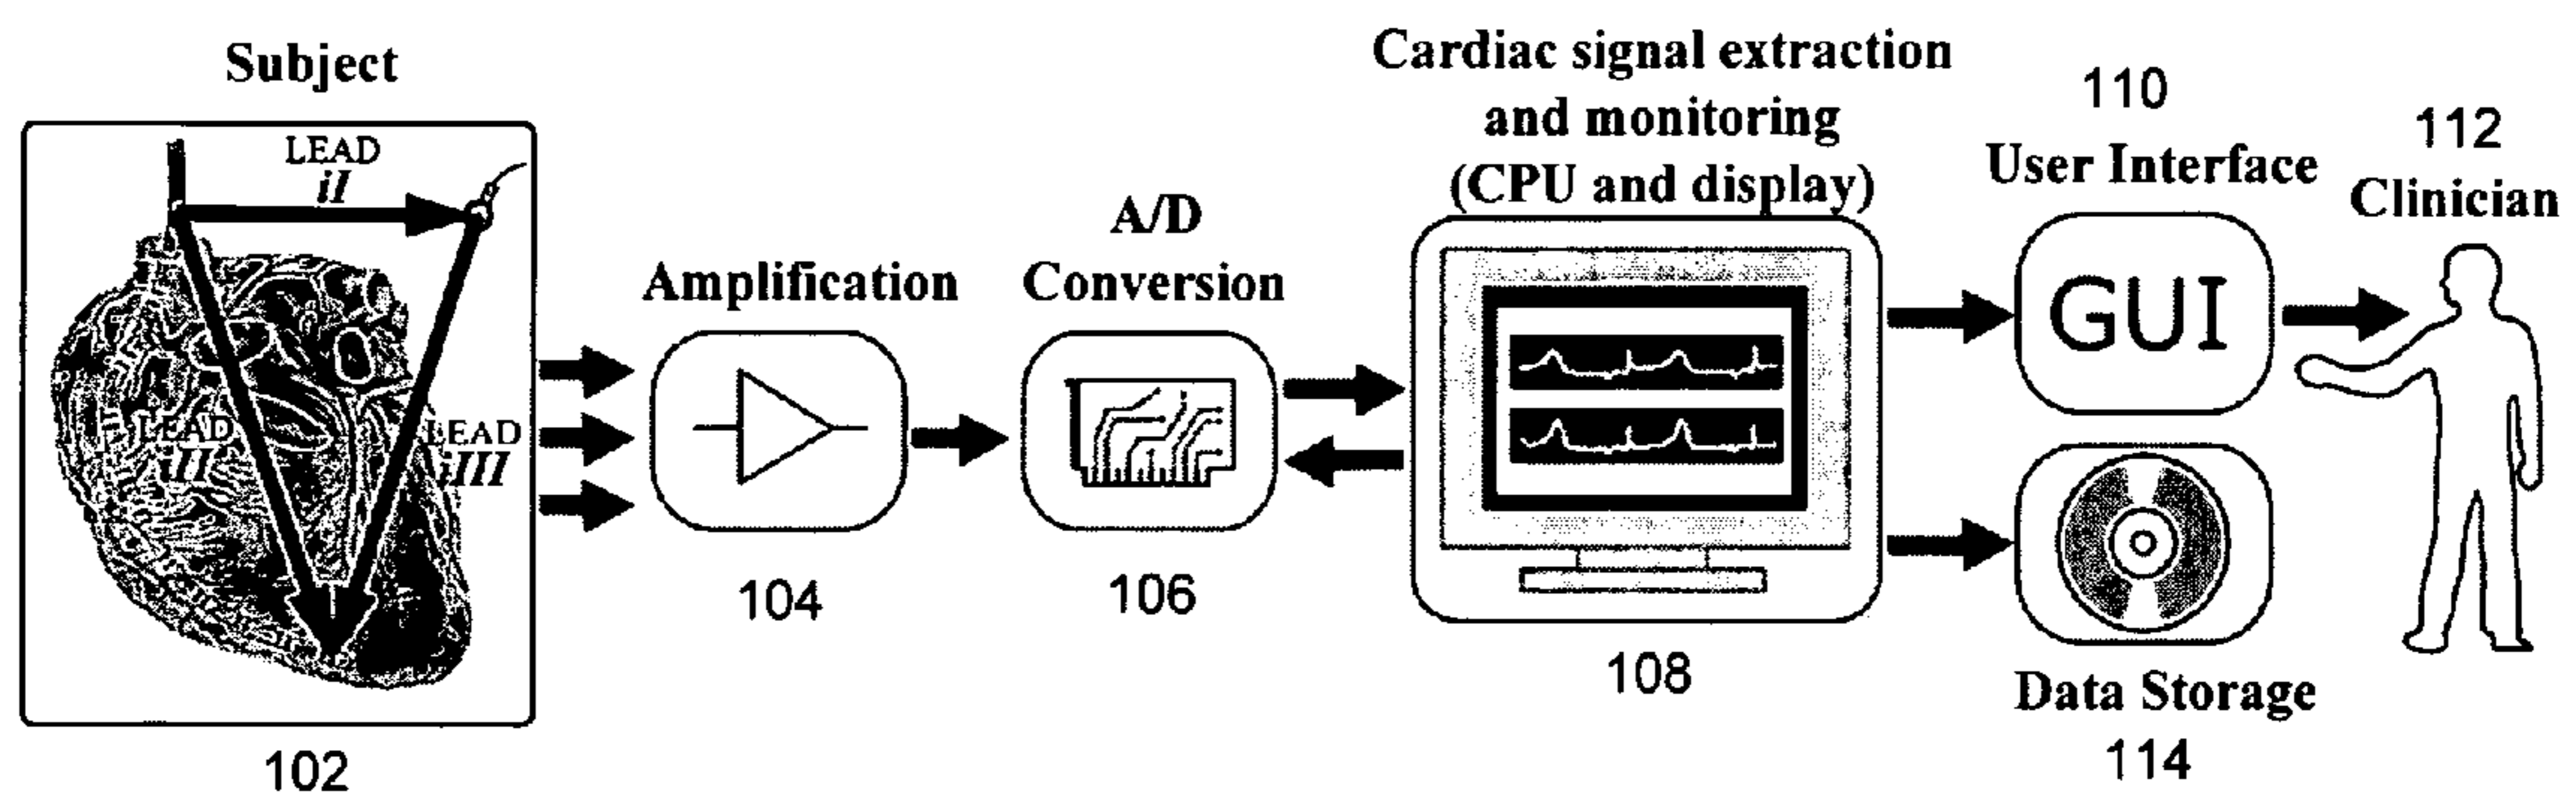 Subject
LEAD
iI
LEAD
iII
LEAD
iIII
102
Amplification
104
A/D
Conversion
106
Cardiac signal extraction
and monitoring
(CPU and display)
108
110
User Interface
GUI
112
Clinician
Data Storage
114